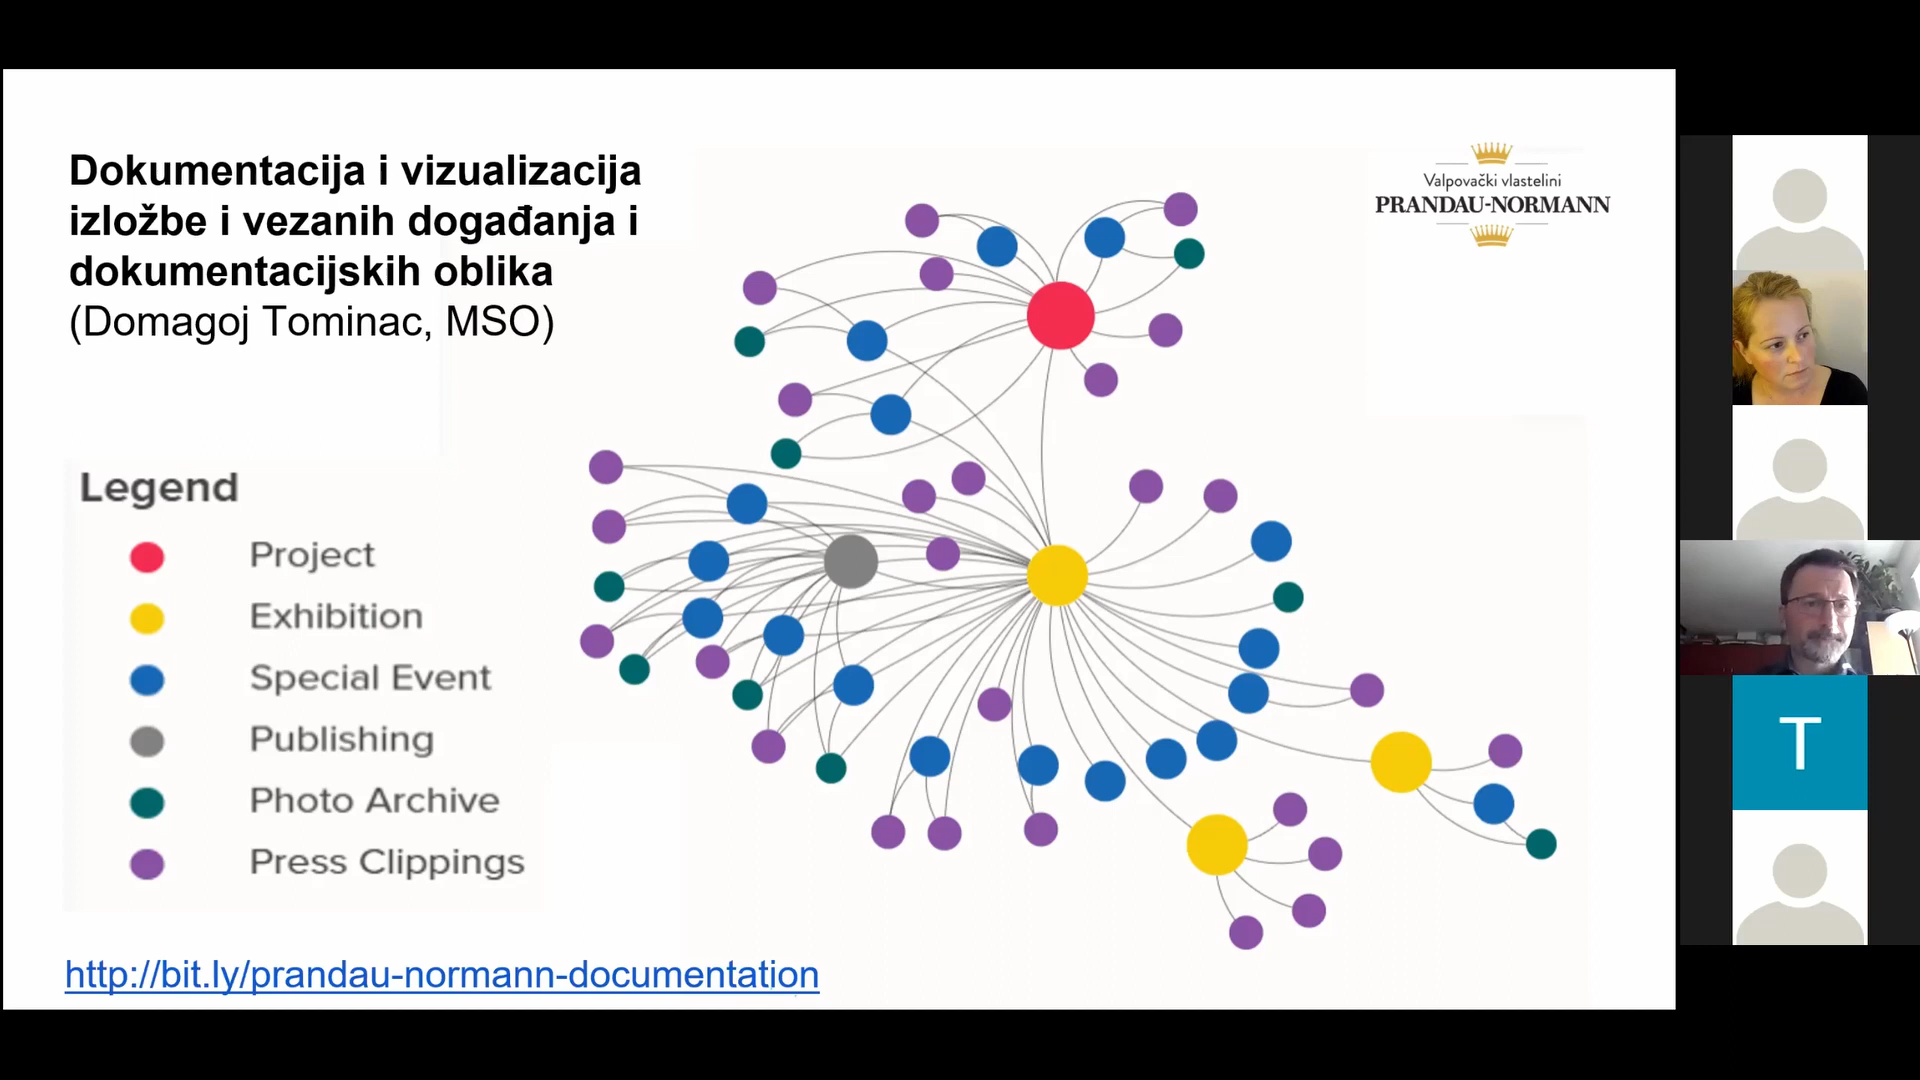 Dokumentacija i vizualizacija
izložbe i vezanih događanja i
dokumentacijskih oblika
(Domagoj Tominac, MSO)
Valpovački vlastelini
PRANDAU-NORMANN
Legend
Project
Exhibition
Special Event
Publishing
Photo Archive
Press Clippings
http://bit.ly/prandau-normann-documentation
T